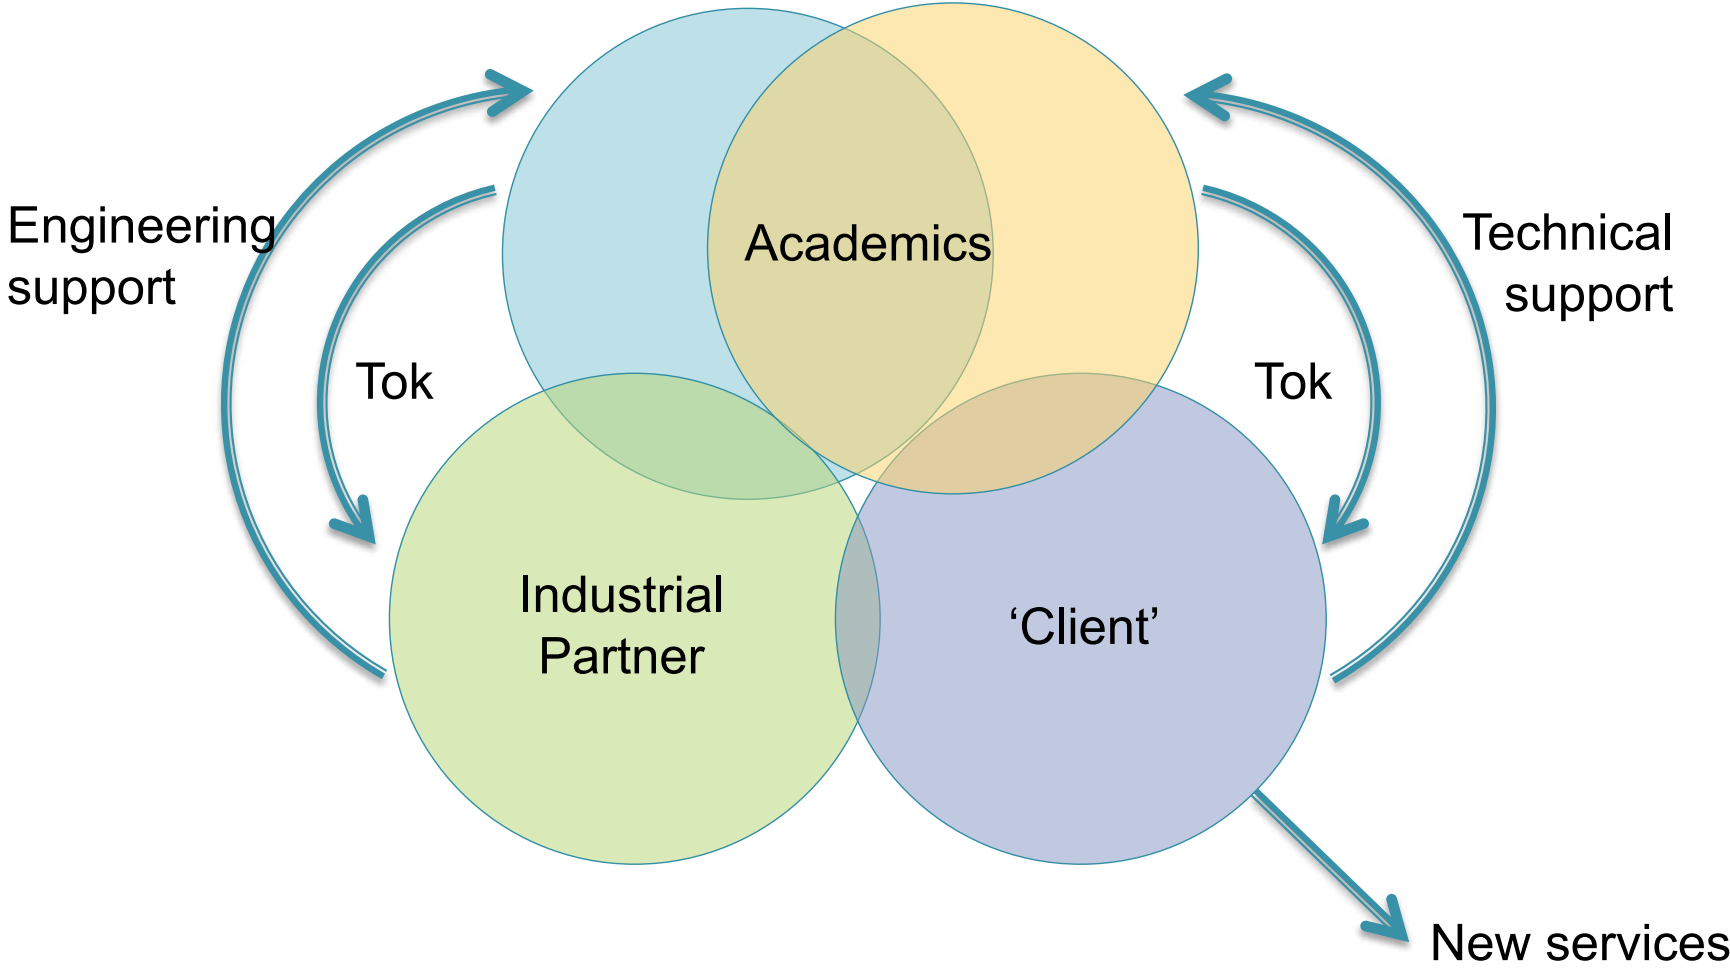 Engineering
support
Academics
Technical
support
Tok
Tok
Industrial
Partner
‘Client’
New services